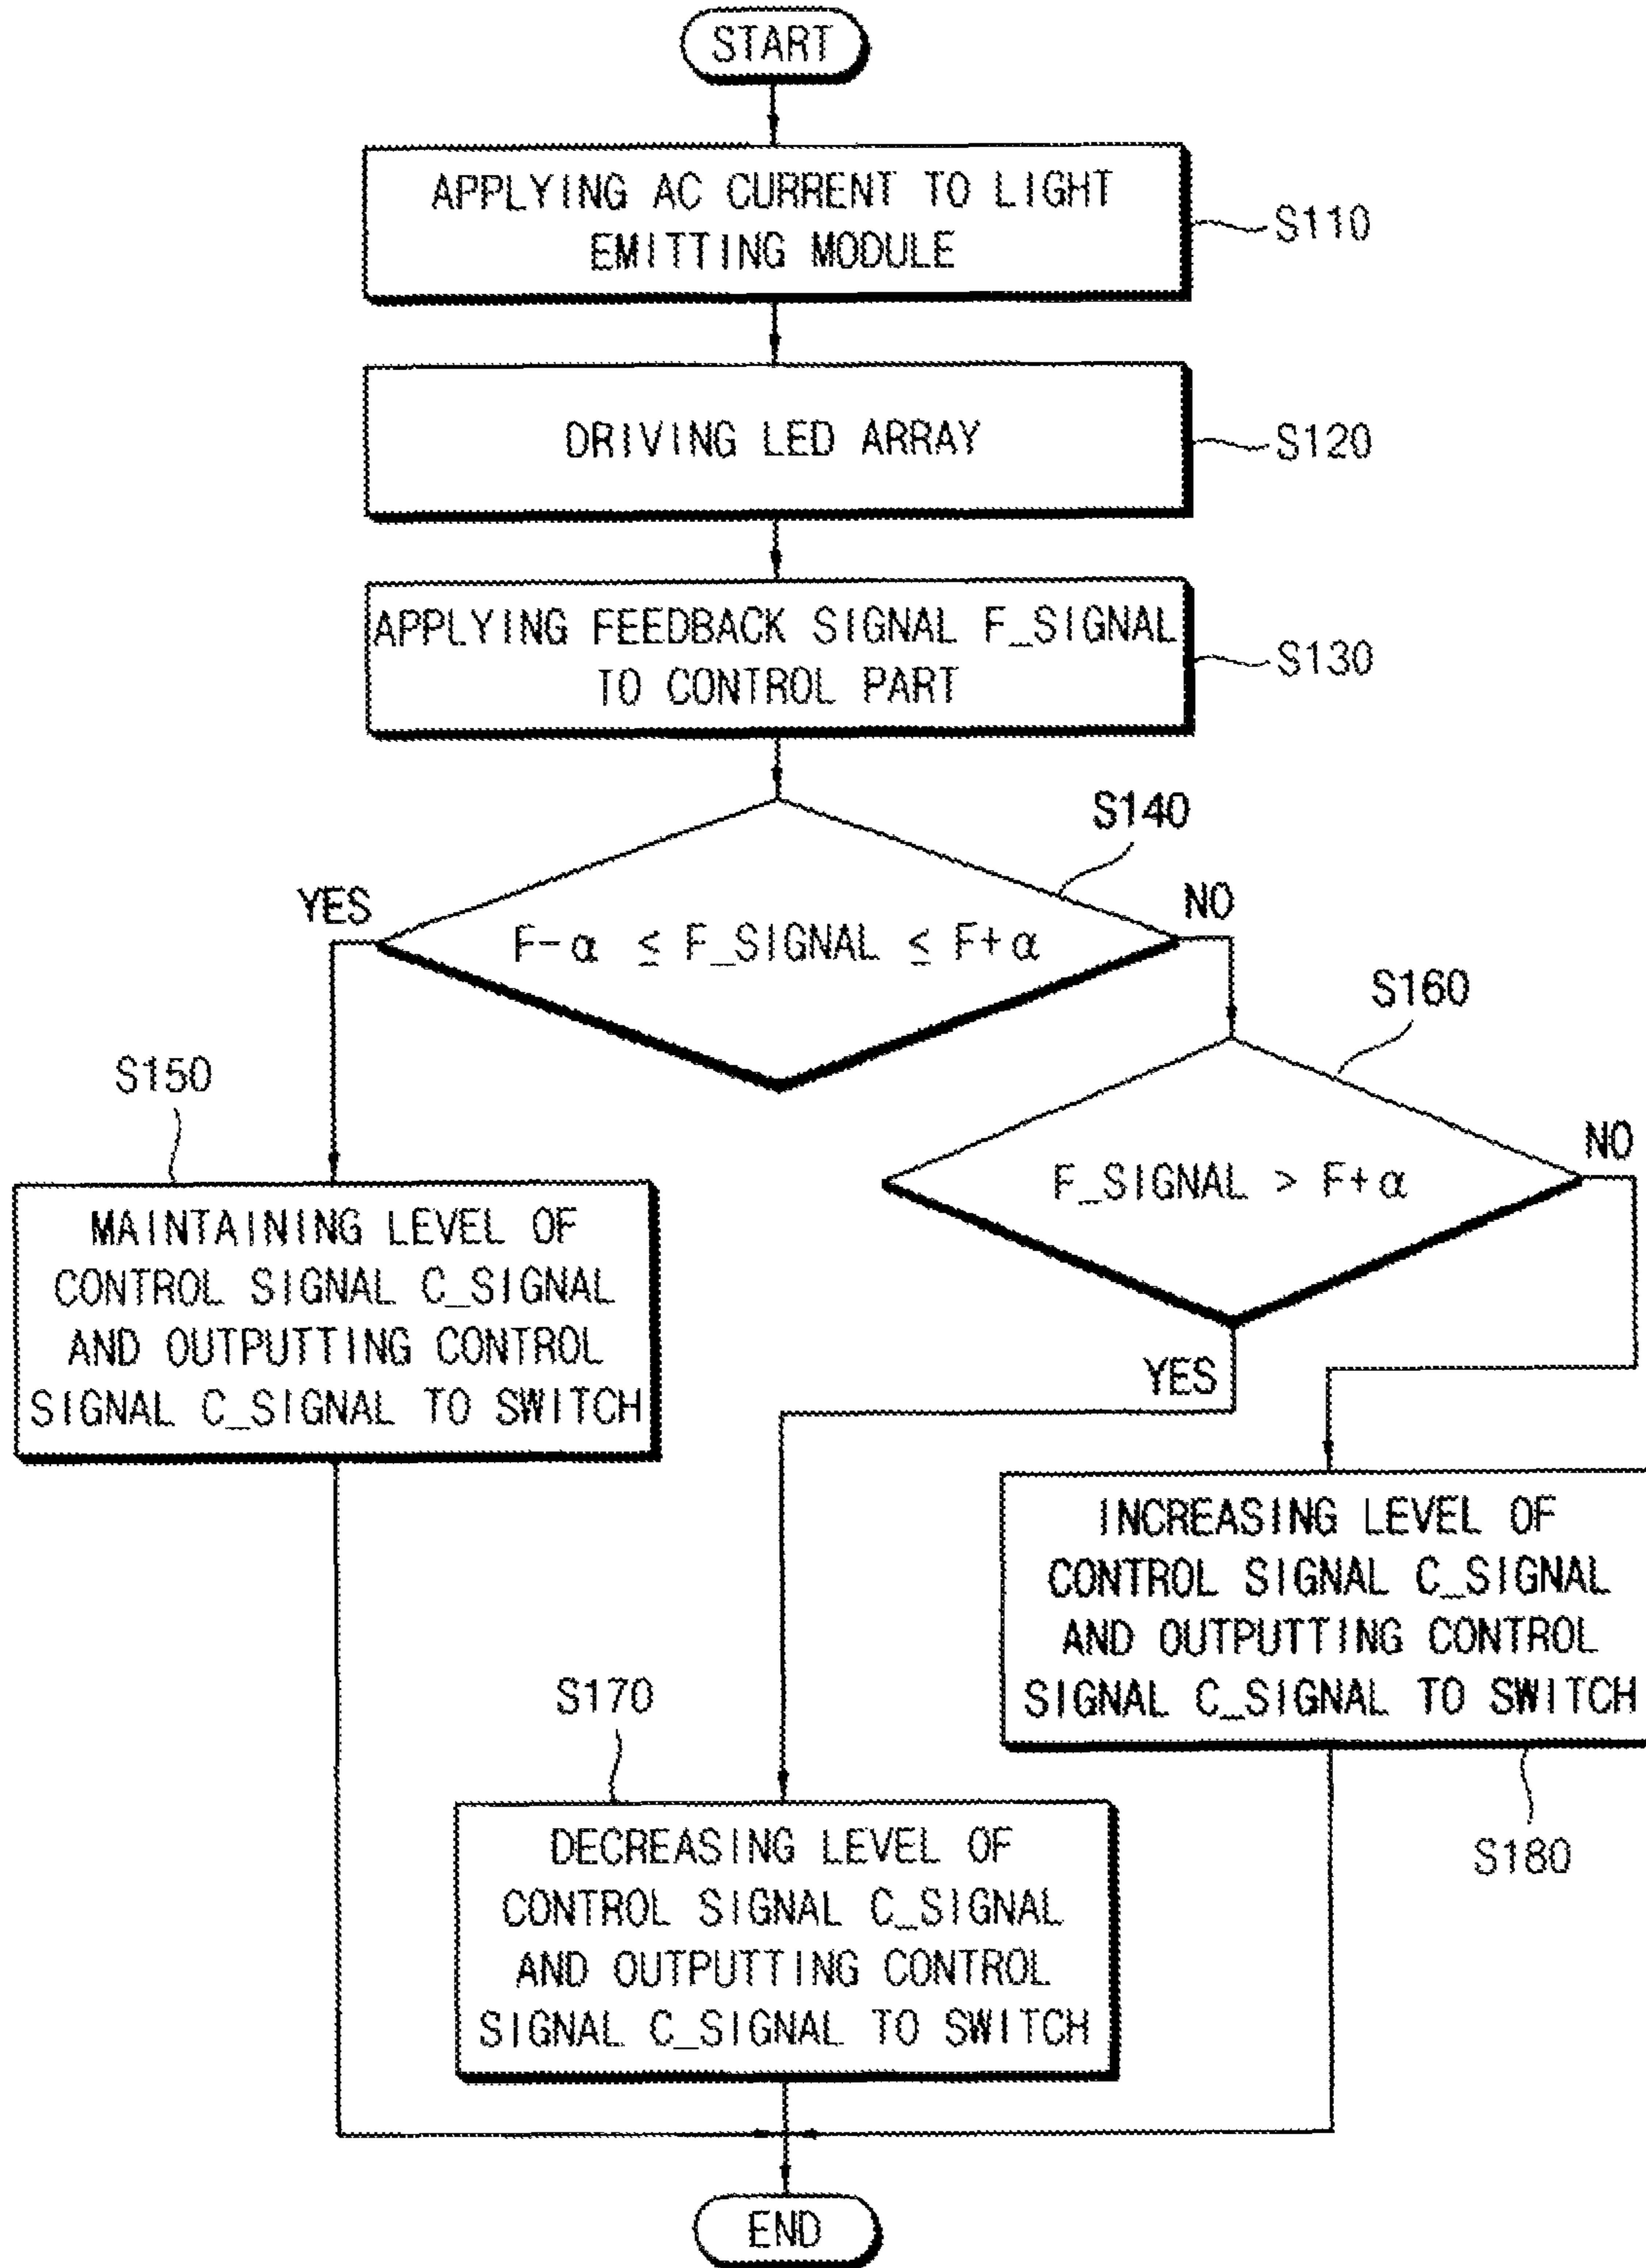 START
APPLYING AC CURRENT TO LIGHT
EMITTING MODULE
S110
DRIVING LED ARRAY
S120
APPLYING FEEDBACK SIGNAL F_SIGNAL
TO CONTROL PART
S130
S140
YES
NO
F-α ≤ F_SIGNAL ≤ F+α
S160
S150
NO
F_SIGNAL > F+α
MAINTAINING LEVEL OF
CONTROL SIGNAL C_SIGNAL
AND OUTPUTTING CONTROL
SIGNAL C_SIGNAL TO SWITCH
YES
INCREASING LEVEL OF
CONTROL SIGNAL C_SIGNAL
AND OUTPUTTING CONTROL
SIGNAL C_SIGNAL TO SWITCH
S170
S180
DECREASING LEVEL OF
CONTROL SIGNAL C_SIGNAL
AND OUTPUTTING CONTROL
SIGNAL C_SIGNAL TO SWITCH
END